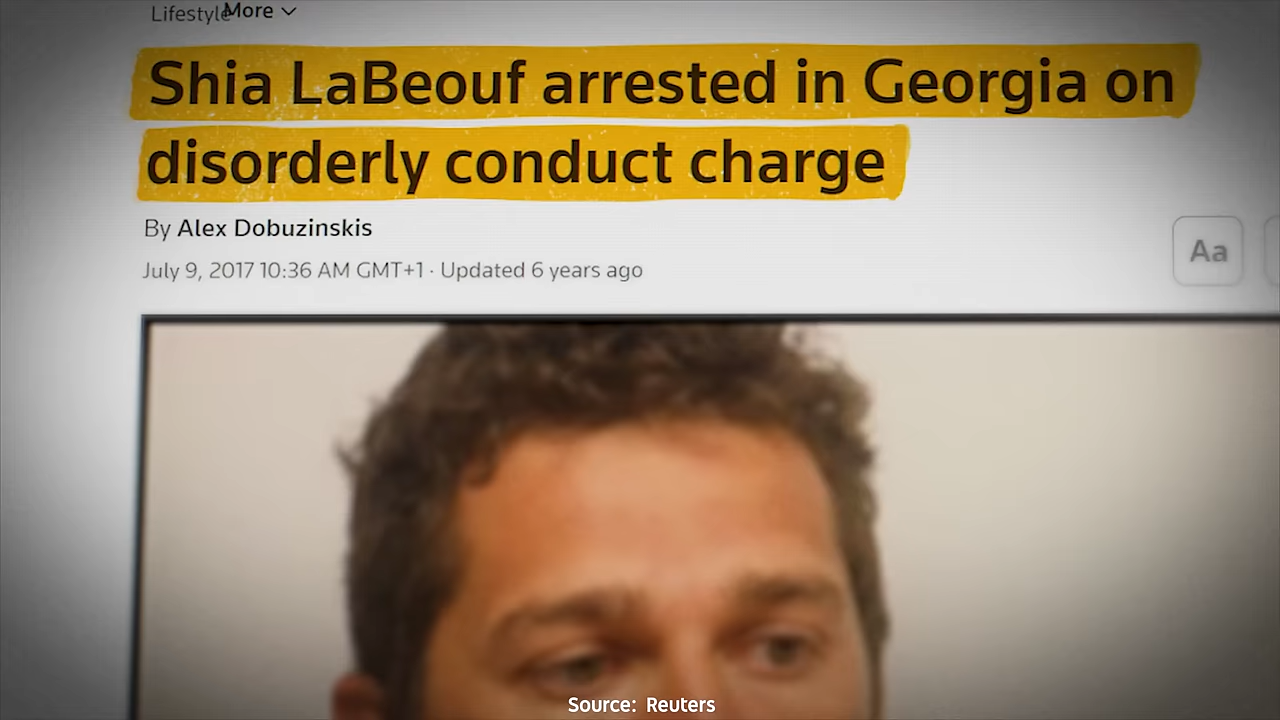 Lifestyle More
Shia LaBeouf arrested in Georgia on
disorderly conduct charge
By Alex Dobuzinskis
July 9, 2017 10:36 AM GMT+1 · Updated 6 years ago
Aa
Source: Reuters